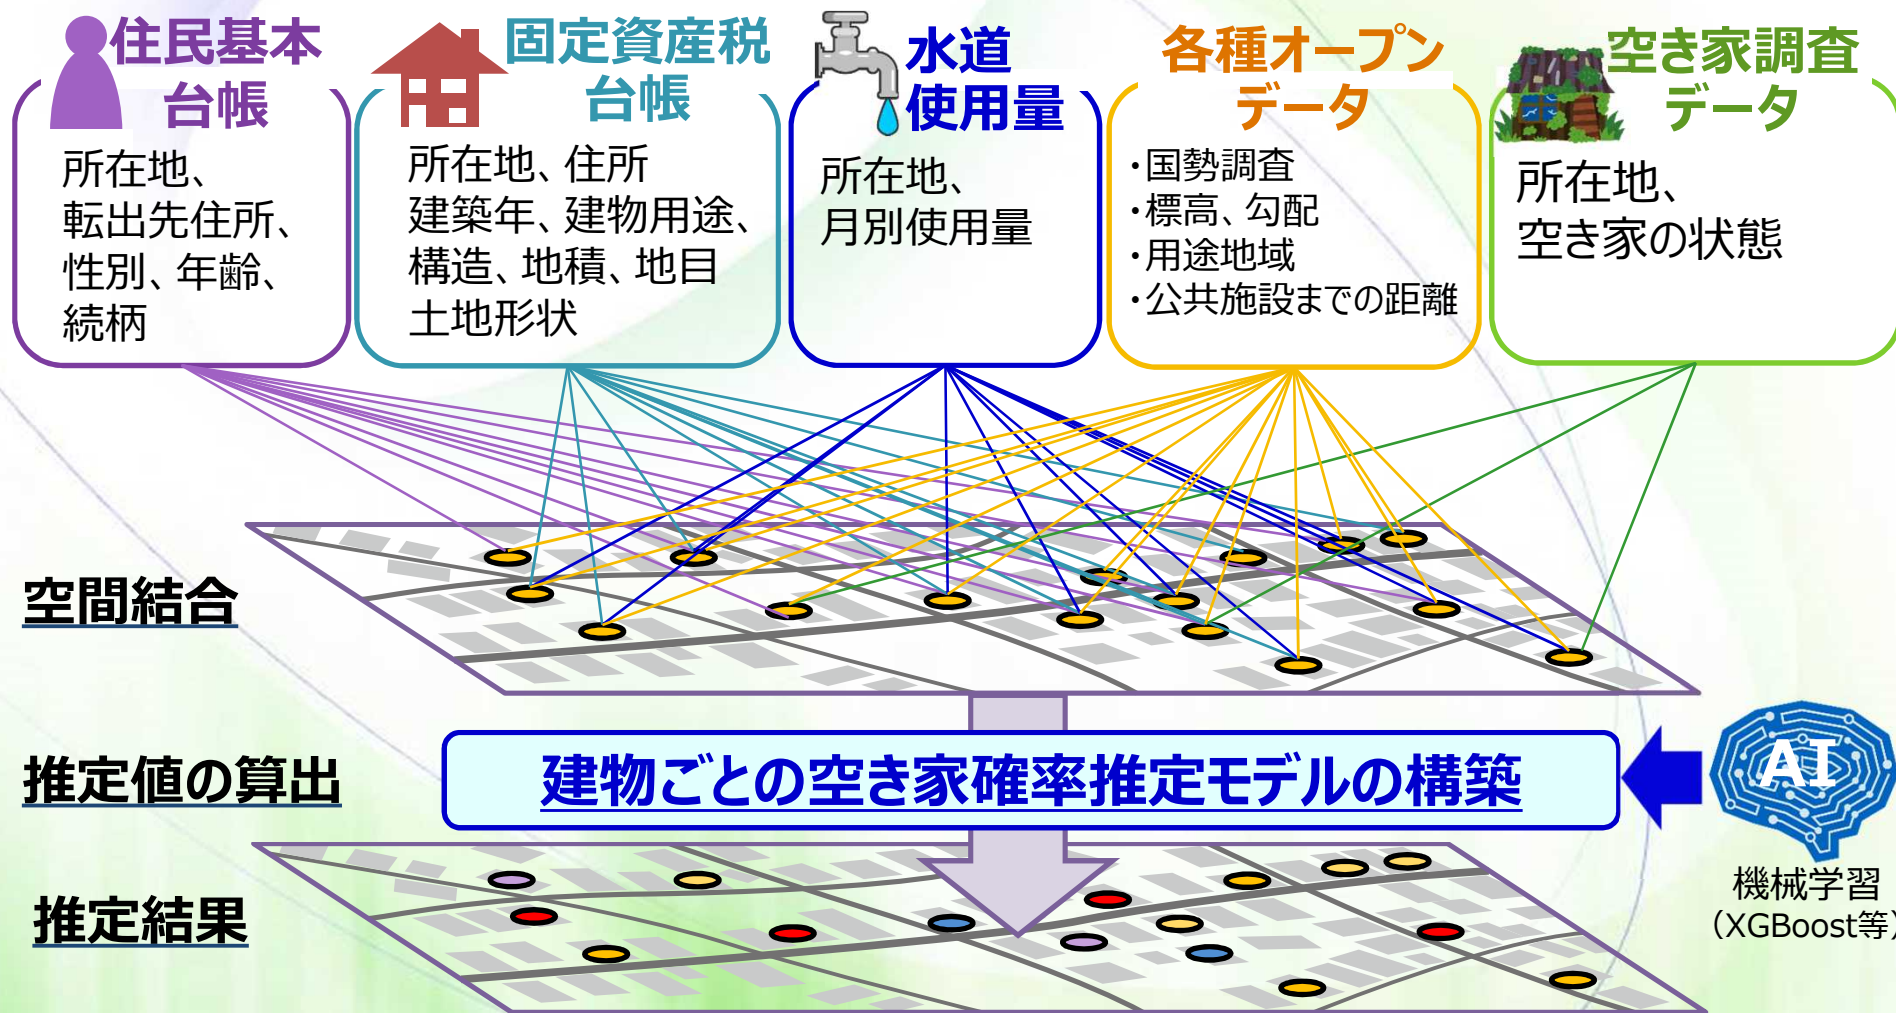 住民基本
台帳
所在地、
転出先住所、
性別、年齢、
続柄
固定資産税
台帳
所在地、住所
建築年、建物用途、
構造、地積、地目
土地形状
水道
使用量
所在地、
月別使用量
各種オープン
データ
・国勢調査
・標高、勾配
・用途地域
・公共施設までの距離
空き家調査
データ
所在地、
空き家の状態
空間結合
推定値の算出
建物ごとの空き家確率推定モデルの構築
AI
機械学習
(XGBoost等)
推定結果